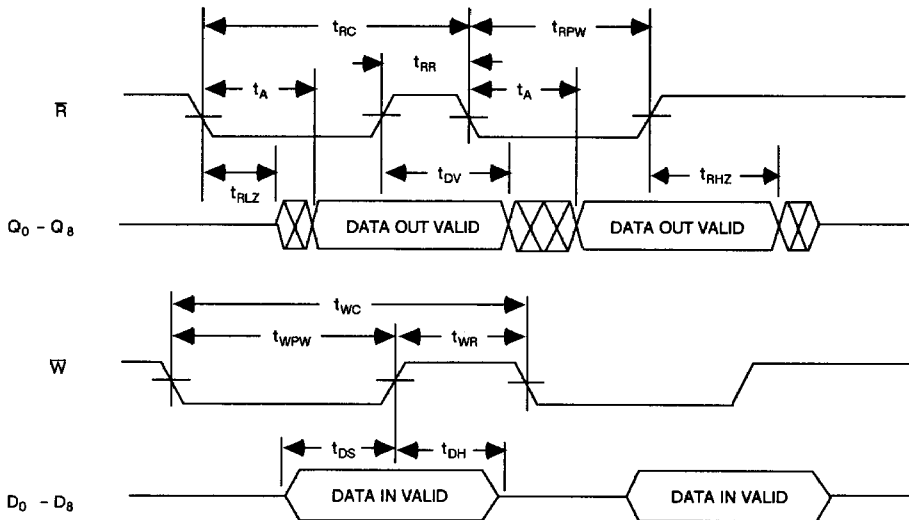 tRC
tRPW
tRR
tA
tA
R̅
tRLZ
tDV
tRHZ
Q0 - Q8
DATA OUT VALID
DATA OUT VALID
tWC
tWPW
tWR
W̅
tDS
tDH
D0 - D8
DATA IN VALID
DATA IN VALID